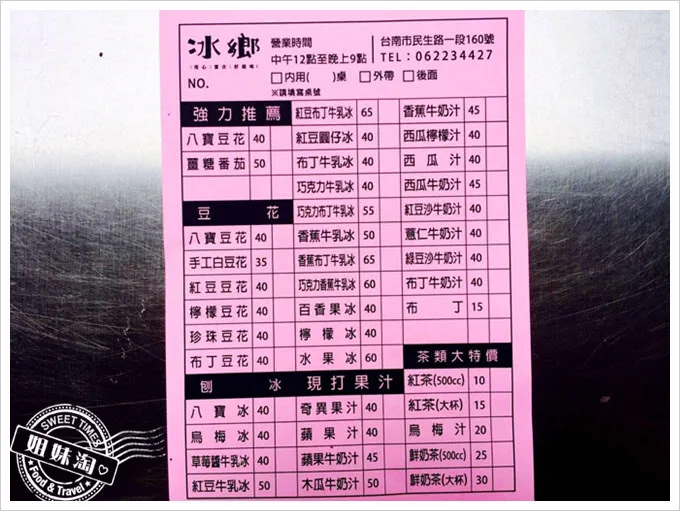 冰鄉
NO.
營業時間
中午12點至晚上9點
台南市民生路一段160號
TEL：062234427
□內用( )桌 □外帶 □後面
※請填寫桌號
強力推薦
八寶豆花 40
薑糖番茄 50
豆花
八寶豆花 40
手工白豆花 35
紅豆豆花 40
檸檬豆花 40
珍珠豆花 40
布丁豆花 40
刨冰
八寶冰 40
烏梅冰 40
草莓醬牛乳冰 40
紅豆牛乳冰 50
紅豆布丁牛乳冰 65
紅豆圓仔冰 40
布丁牛乳冰 40
巧克力牛乳冰 40
巧克力布丁牛乳冰 55
香蕉牛乳冰 50
香蕉布丁牛乳冰 65
巧克力香蕉牛乳冰 60
百香果冰 40
檸檬冰 40
水果冰 60
現打果汁
奇異果汁 40
蘋果汁 40
蘋果牛奶汁 45
木瓜牛奶汁 50
香蕉牛奶汁 45
西瓜檸檬汁 40
西瓜汁 40
西瓜牛奶汁 45
紅豆沙牛奶汁 40
薏仁牛奶汁 40
綠豆沙牛奶汁 40
布丁牛奶汁 40
布丁 15
茶類大特價
紅茶(500cc) 10
紅茶(大杯) 15
烏梅汁 20
鮮奶茶(500cc) 25
鮮奶茶(大杯) 30
SWEET TIMES
姐妹淘
Food & Travel